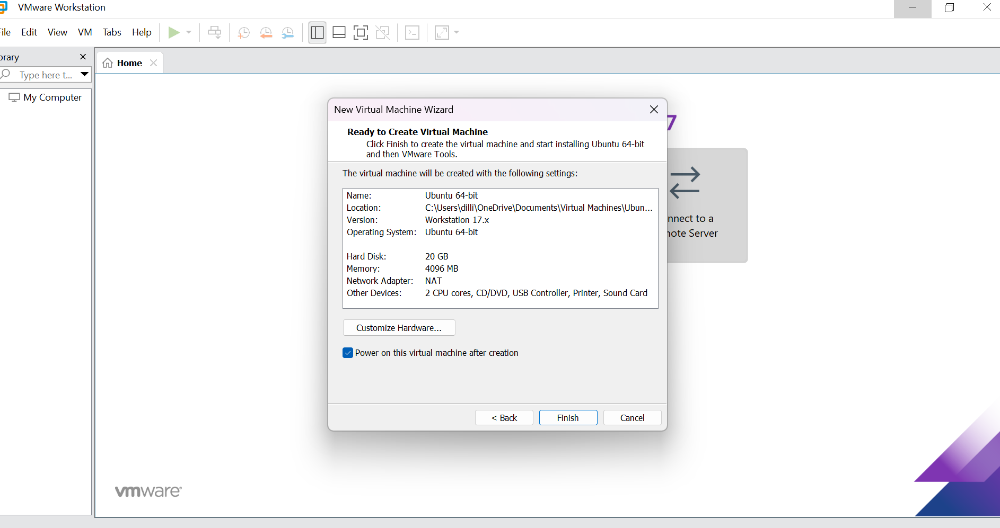 VMware Workstation
File Edit View VM Tabs Help
brary
Type here t...
My Computer
Home
7
nnect to a
note Server
New Virtual Machine Wizard
Ready to Create Virtual Machine
Click Finish to create the virtual machine and start installing Ubuntu 64-bit
and then VMware Tools.
The virtual machine will be created with the following settings:
Name: Ubuntu 64-bit
Location: C:\Users\dilli\OneDrive\Documents\Virtual Machines\Ubun...
Version: Workstation 17.x
Operating System: Ubuntu 64-bit
Hard Disk: 20 GB
Memory: 4096 MB
Network Adapter: NAT
Other Devices: 2 CPU cores, CD/DVD, USB Controller, Printer, Sound Card
Customize Hardware...
Power on this virtual machine after creation
< Back Finish Cancel
vmware®